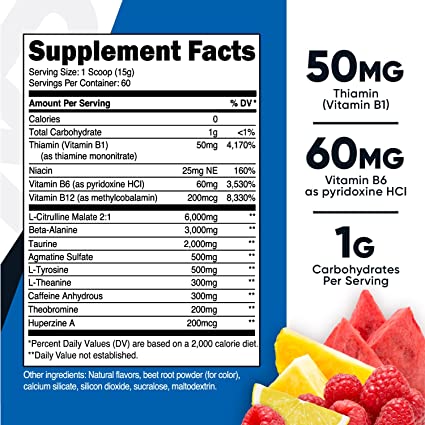 Supplement Facts
Serving Size: 1 Scoop (15g)
Servings Per Container: 60
Amount Per Serving % DV*
Calories 0
Total Carbohydrate 1g <1%
Thiamin (Vitamin B1) 50mg 4,170%
(as thiamine mononitrate)
Niacin 25mg NE 160%
Vitamin B6 (as pyridoxine HCl) 60mg 3,530%
Vitamin B12 (as methylcobalamin) 200mcg 8,330%
L-Citrulline Malate 2:1 6,000mg **
Beta-Alanine 3,000mg **
Taurine 2,000mg **
Agmatine Sulfate 500mg **
L-Tyrosine 500mg **
L-Theanine 300mg **
Caffeine Anhydrous 300mg **
Theobromine 200mg **
Huperzine A 200mcg **
*Percent Daily Values (DV) are based on a 2,000 calorie diet.
**Daily Value not established.
Other ingredients: Natural flavors, beet root powder (for color),
calcium silicate, silicon dioxide, sucralose, maltodextrin.
50MG
Thiamin
(Vitamin B1)
60MG
Vitamin B6
as pyridoxine HCl
1G
Carbohydrates
Per Serving